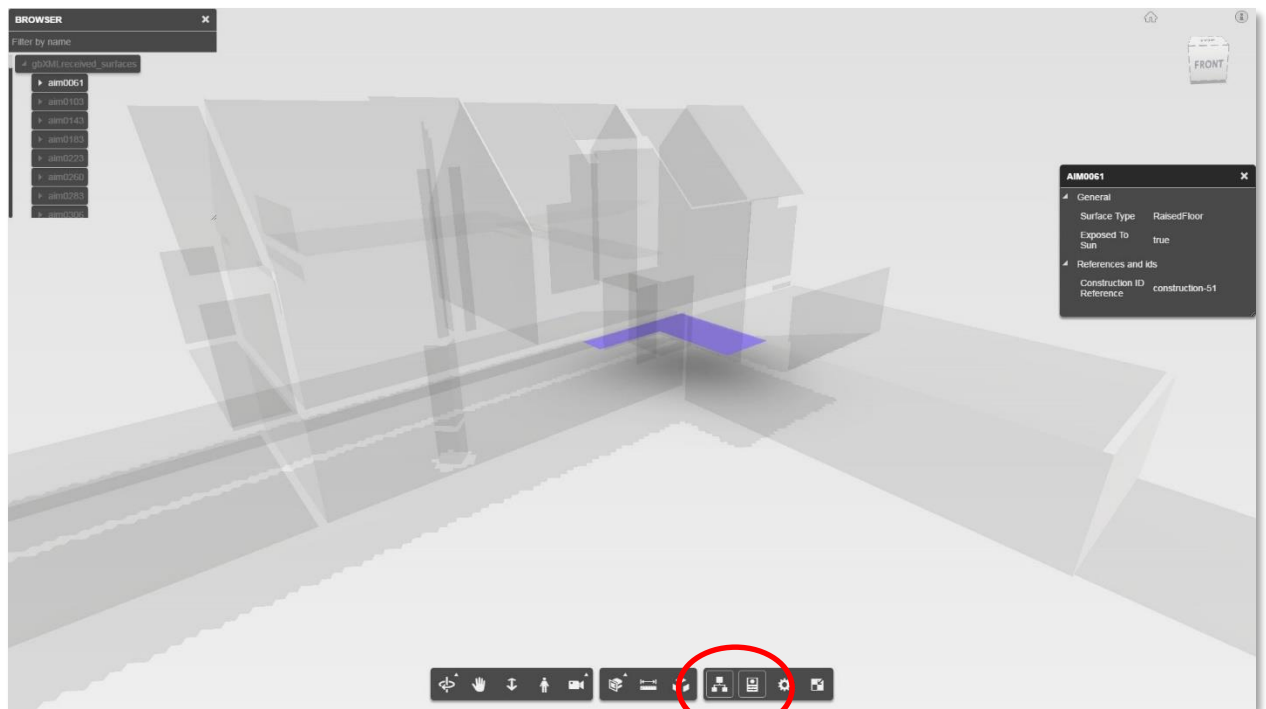 BROWSER
Filter by name
gbXMLreceived_surfaces
aim0061
aim0103
aim0143
aim0183
aim0223
aim0260
aim0283
aim0306
FRONT
AIM0061
General
Surface Type RaisedFloor
Exposed To
Sun
true
References and ids
Construction ID
Reference
construction-51